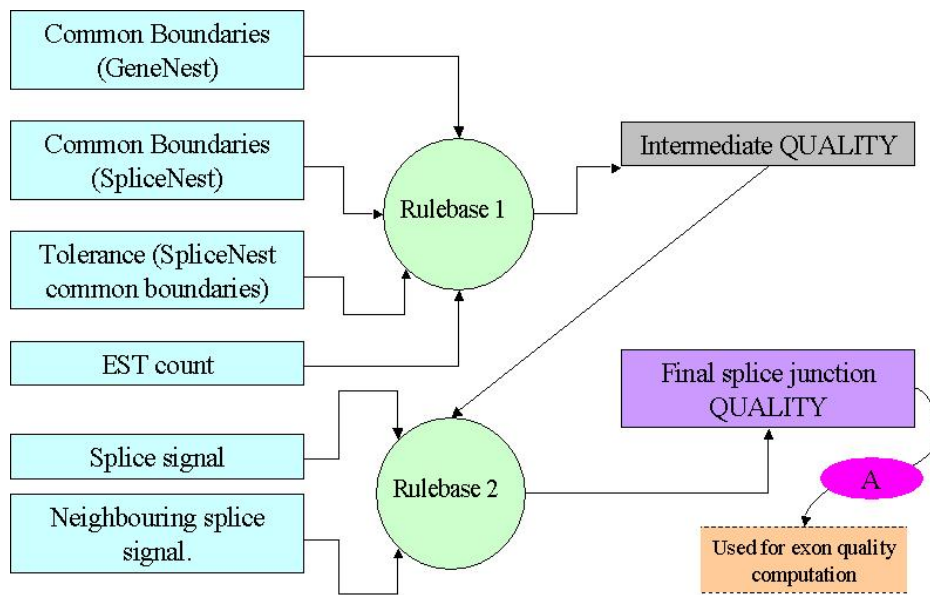 Common Boundaries
(GeneNest)
Common Boundaries
(SpliceNest)
Tolerance (SpliceNest
common boundaries)
EST count
Splice signal
Neighbouring splice
signal.
Rulebase 1
Rulebase 2
Intermediate QUALITY
Final splice junction
QUALITY
A
Used for exon quality
computation